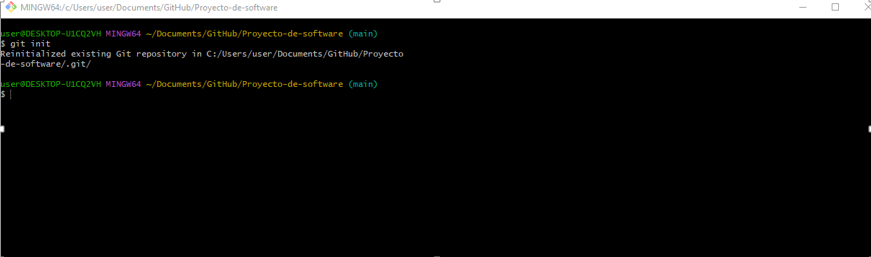 MINGW64:/c/Users/user/Documents/GitHub/Proyecto-de-software
user@DESKTOP-U1CQ2VH MINGW64 ~/Documents/GitHub/Proyecto-de-software (main)
$ git init
Reinitialized existing Git repository in C:/Users/user/Documents/GitHub/Proyecto
-de-software/.git/
user@DESKTOP-U1CQ2VH MINGW64 ~/Documents/GitHub/Proyecto-de-software (main)
$